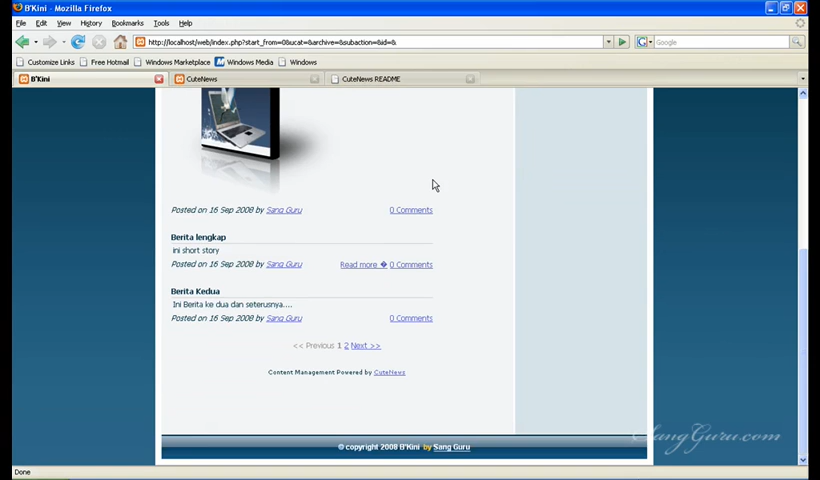 B'Kini - Mozilla Firefox
File Edit View History Bookmarks Tools Help
http://localhost/web/index.php?start_from=0&ucat=&archive=&subaction=&id=&
Google
Customize Links Free Hotmail Windows Marketplace Windows Media Windows
B'Kini CuteNews CuteNews README
Posted on 16 Sep 2008 by Sang Guru 0 Comments
Berita lengkap
ini short story
Posted on 16 Sep 2008 by Sang Guru Read more � 0 Comments
Berita Kedua
Ini Berita ke dua dan seterusnya....
Posted on 16 Sep 2008 by Sang Guru 0 Comments
<< Previous 1 2 Next >>
Content Management Powered by CuteNews
© copyright 2008 B'Kini by Sang Guru
SangGuru.com
Done